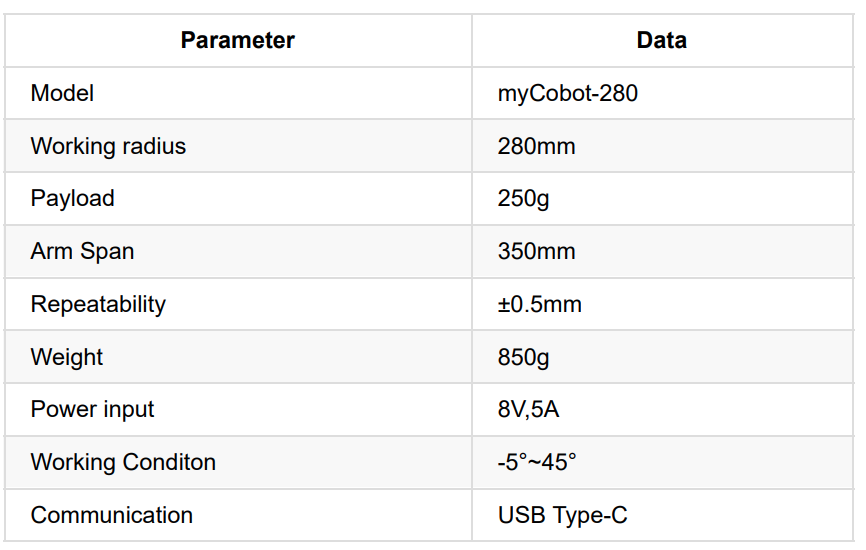 Parameter Data
Model myCobot-280
Working radius 280mm
Payload 250g
Arm Span 350mm
Repeatability ±0.5mm
Weight 850g
Power input 8V,5A
Working Conditon -5°~45°
Communication USB Type-C